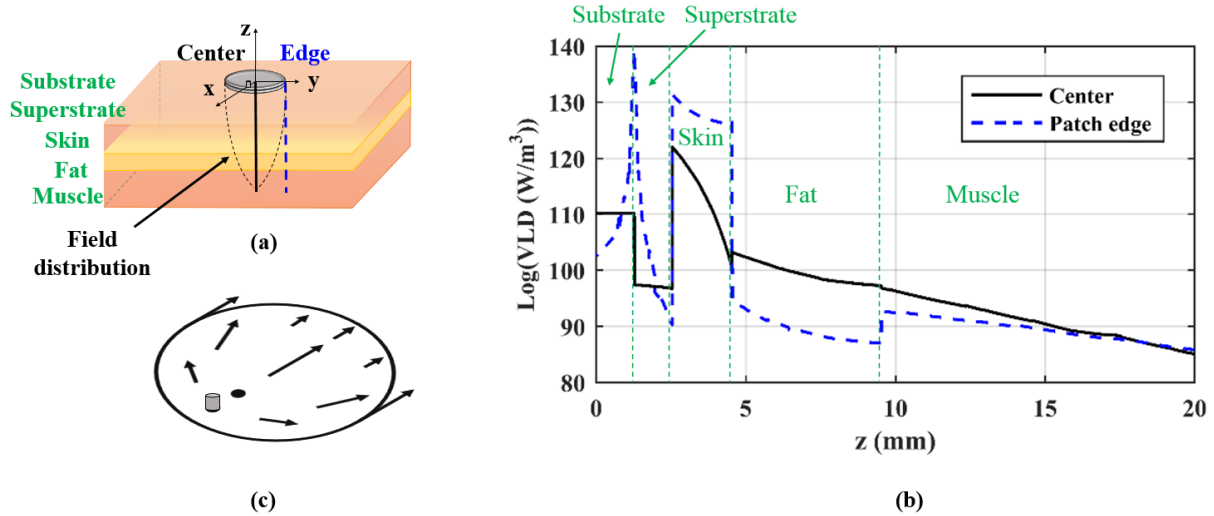 z
Center
Edge
Substrate
x
y
Superstrate
Skin
Fat
Muscle
Field
distribution
(a)
(c)
Substrate
Superstrate
140
130
120
110
100
90
80
Log(VLD (W/m³))
Center
Patch edge
Skin
Fat
Muscle
0
5
10
15
20
z (mm)
(b)